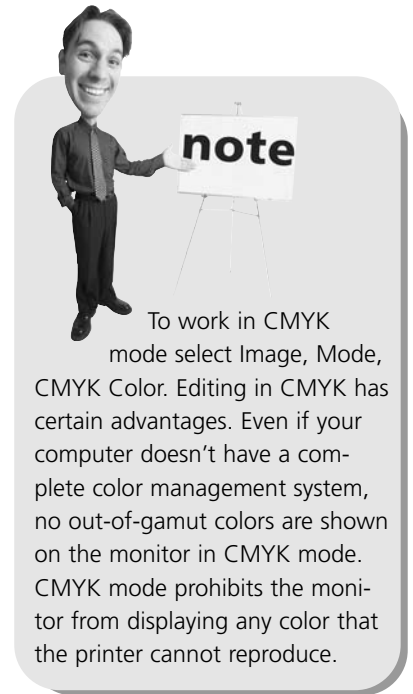 note
To work in CMYK
mode select Image, Mode,
CMYK Color. Editing in CMYK has
certain advantages. Even if your
computer doesn't have a com-
plete color management system,
no out-of-gamut colors are shown
on the monitor in CMYK mode.
CMYK mode prohibits the moni-
tor from displaying any color that
the printer cannot reproduce.